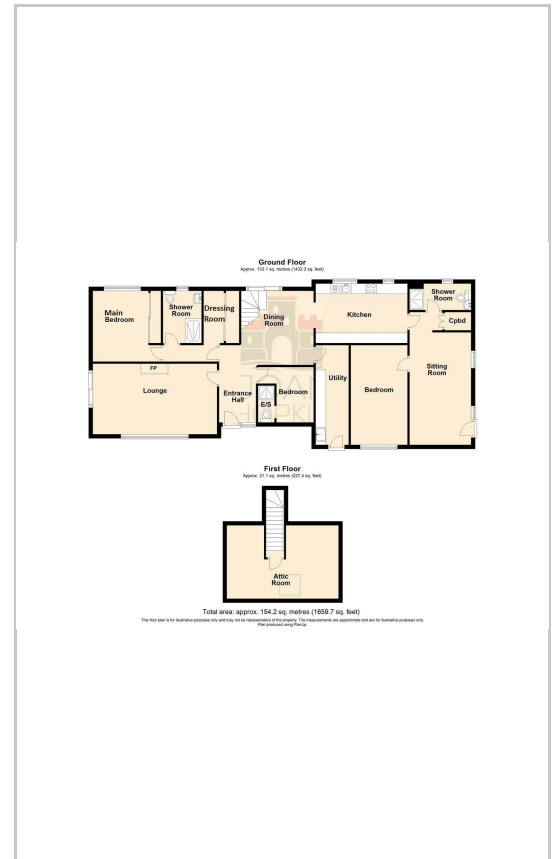 Ground Floor
Approx. 133.1 sq. metres (1432.3 sq. feet)
Main
Bedroom
Shower
Room
Dressing
Room
Dining
Room
Kitchen
Shower
Room
Cpbd
Sitting
Room
FP
Lounge
Entrance
Hall
E/S
Bedroom
Utility
Bedroom
First Floor
Approx. 21.1 sq. metres (227.4 sq. feet)
Attic
Room
Total area: approx. 154.2 sq. metres (1659.7 sq. feet)
This floor plan is for illustrative purposes only and may not be representative of the property. The measurements are approximate and are for illustrative purposes only.
Plan produced using PlanUp.